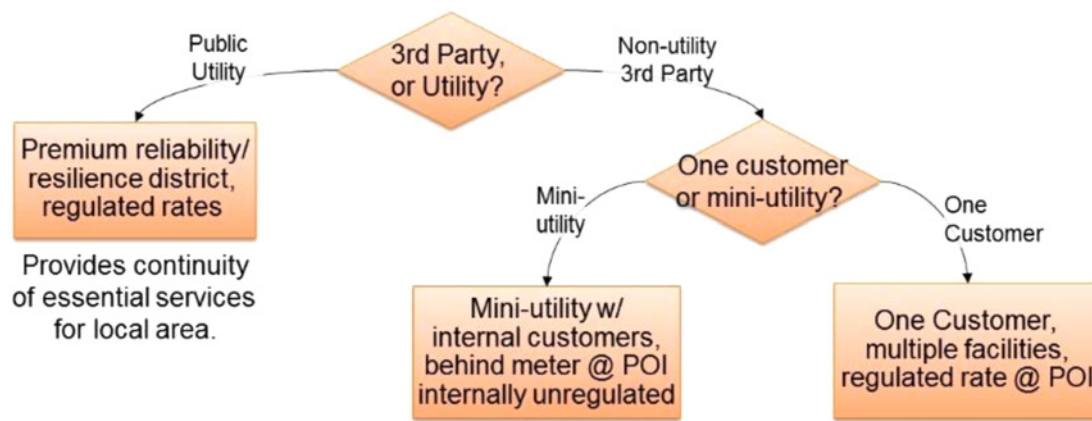 Public
Utility
3rd Party,
or Utility?
Non-utility
3rd Party
Premium reliability/
resilience district,
regulated rates
Provides continuity
of essential services
for local area.
One customer
or mini-utility?
Mini-
utility
One
Customer
Mini-utility w/
internal customers,
behind meter @ POI
internally unregulated
One Customer,
multiple facilities,
regulated rate @ POI